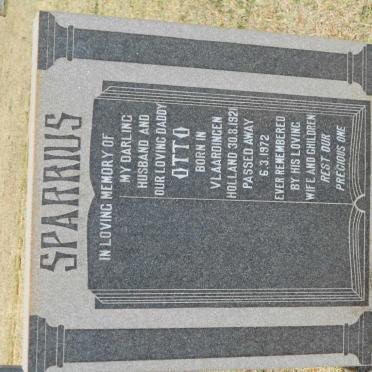 SPARRIUS
IN LOVING MEMORY OF
MY DARLING
HUSBAND AND
OUR LOVING DADDY
OTTO
BORN IN
VLAARDINGEN
HOLLAND 30.8.1921
PASSED AWAY
6.3.1972
EVER REMEMBERED
BY HIS LOVING
WIFE AND CHILDREN
REST OUR
PRECIOUS ONE